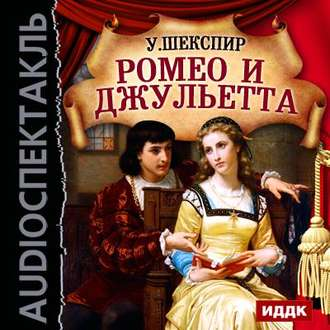 У.ШЕКСПИР
РОМЕО И
ДЖУЛЬЕТТА
AUDIOСПЕКТАКЛЬ
ИДДК